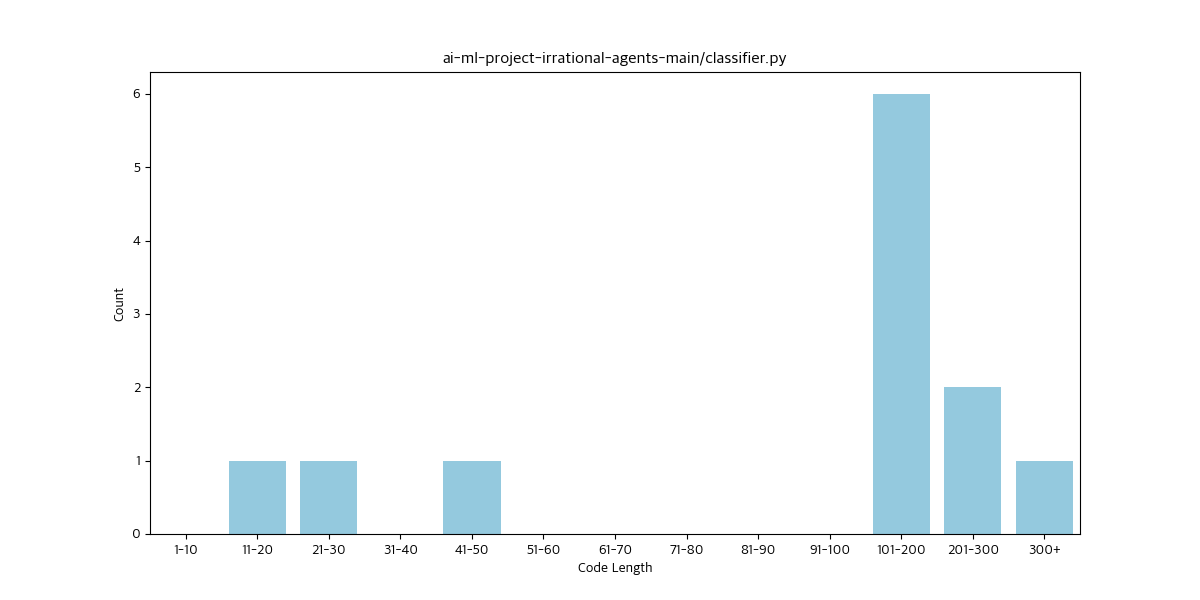 ai-ml-project-irrational-agents-main/classifier.py
6
5
4
3
2
1
0
Count
1-10 11-20 21-30 31-40 41-50 51-60 61-70 71-80 81-90 91-100 101-200 201-300 300+
Code Length